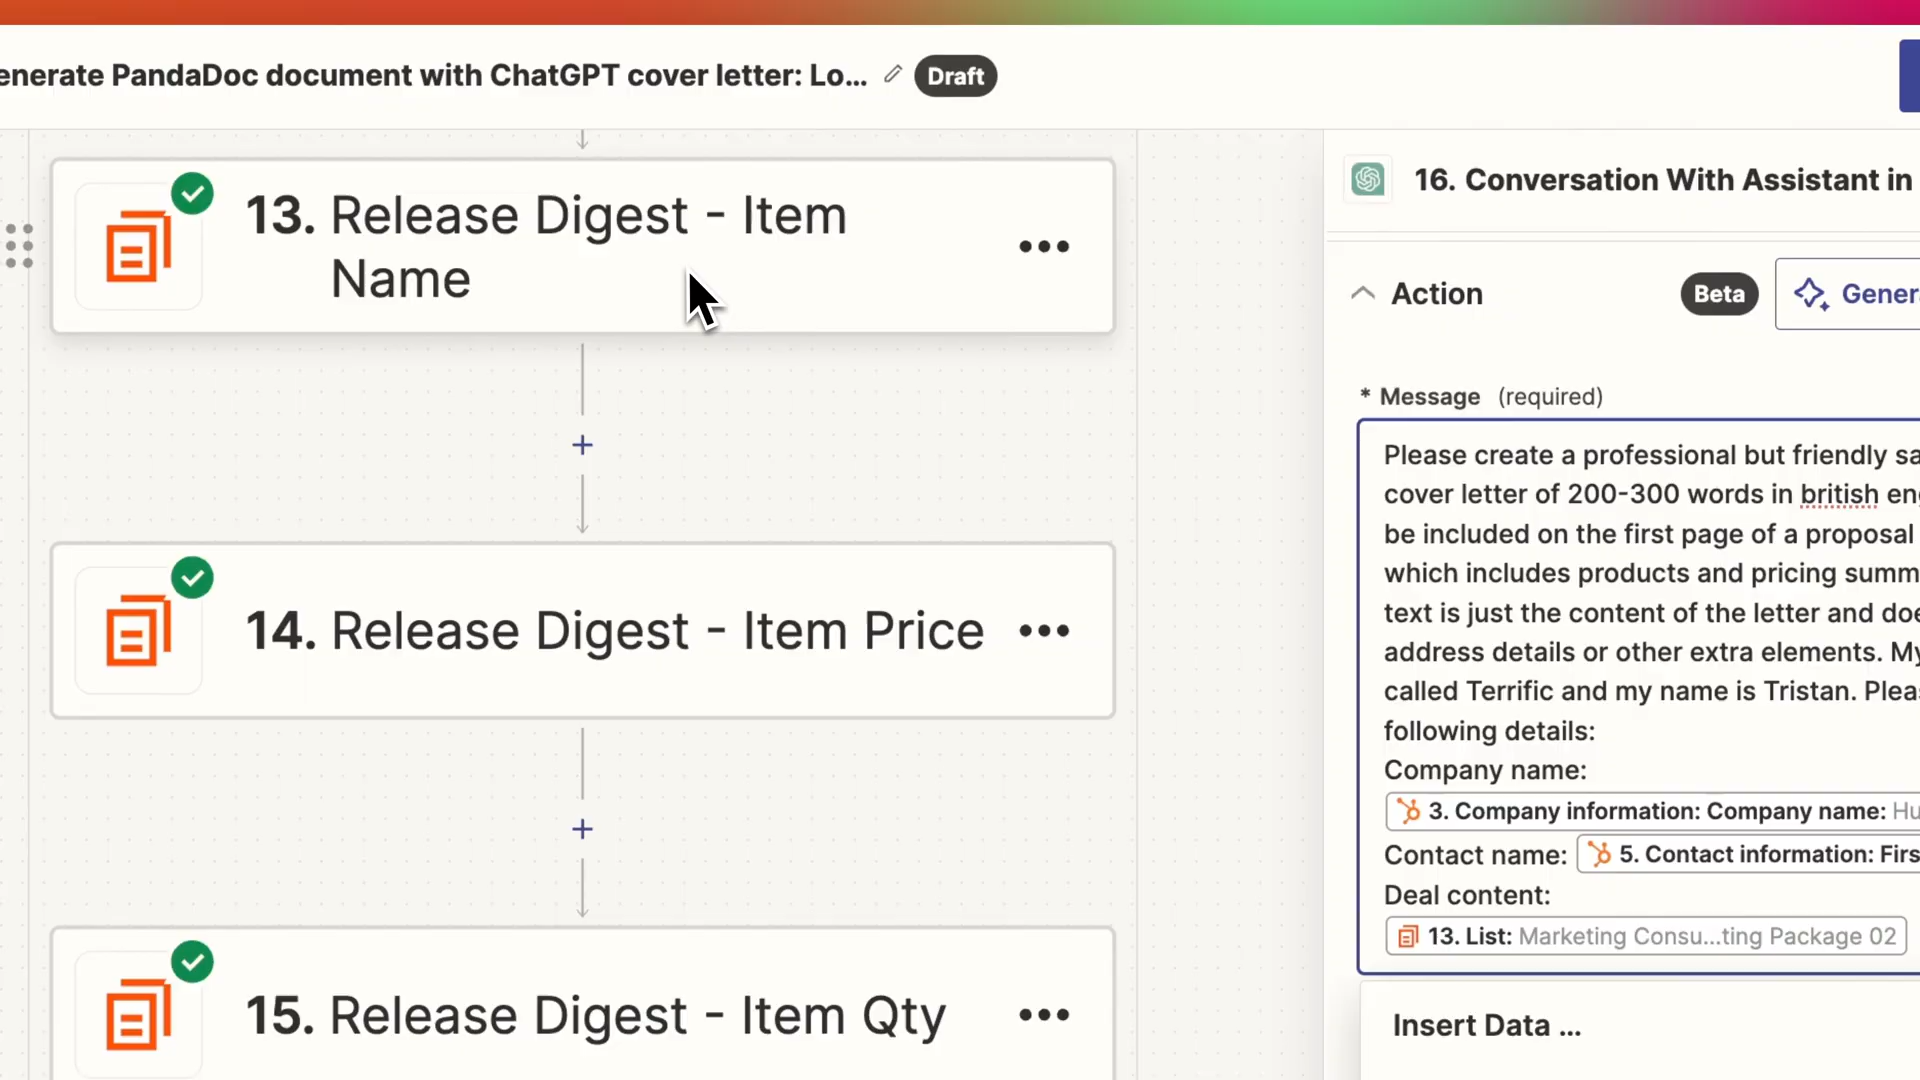 enerate PandaDoc document with ChatGPT cover letter: Lo...
Draft
13. Release Digest - Item
Name
14. Release Digest - Item Price
15. Release Digest - Item Qty
16. Conversation With Assistant in
Action
Beta
Gener
* Message (required)
Please create a professional but friendly sa
cover letter of 200-300 words in british eng
be included on the first page of a proposal
which includes products and pricing summ
text is just the content of the letter and doe
address details or other extra elements. My
called Terrific and my name is Tristan. Plea
following details:
Company name:
3. Company information: Company name: Hu
Contact name: 5. Contact information: Firs
Deal content:
13. List: Marketing Consu...ting Package 02
Insert Data ...